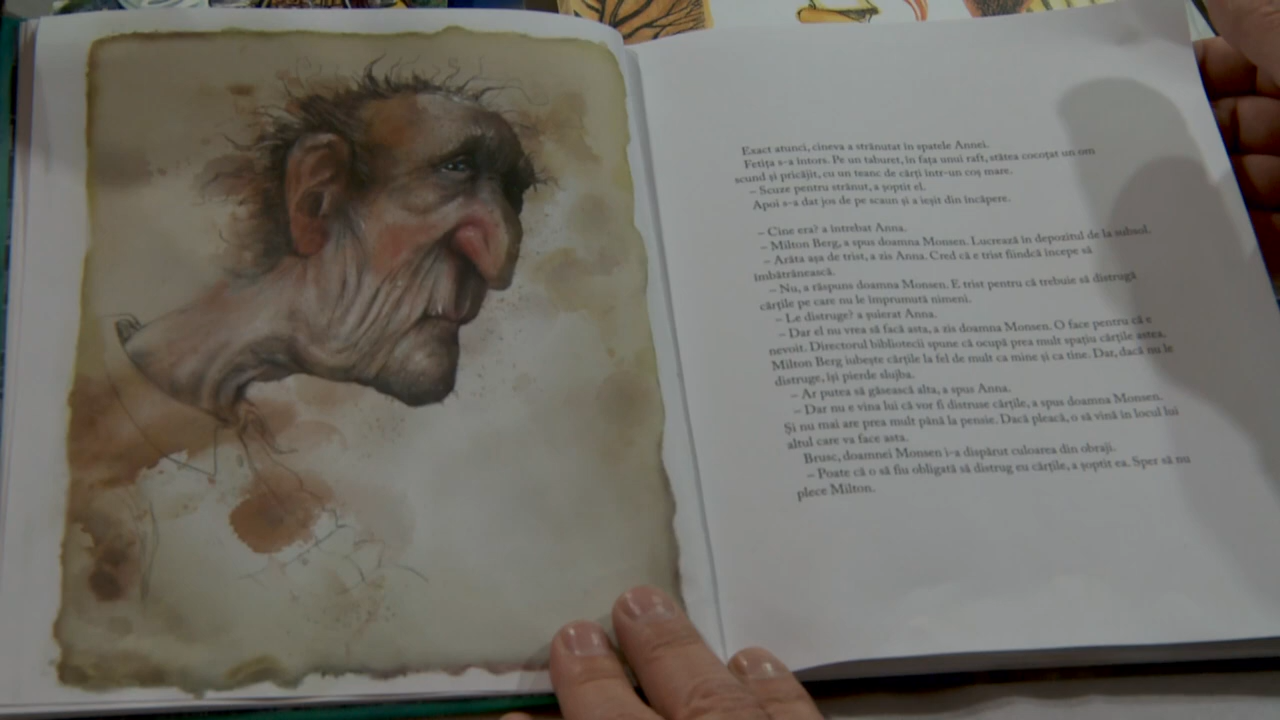 Exact atunci, cineva a strănutat în spatele Annei.
Fetița s-a întors. Pe un taburet, în fața unui raft, stătea cocoțat un om
scund și pricăjit, cu un teanc de cărți într-un coș mare.
– Scuze pentru strănut, a șoptit el.
Apoi s-a dat jos de pe scaun și a ieșit din încăpere.
– Cine era? a întrebat Anna.
– Milton Berg, a spus doamna Monsen. Lucrează în depozitul de la subsol.
– Arăta așa de trist, a zis Anna. Cred că e trist fiindcă începe să
îmbătrânească.
– Nu, a răspuns doamna Monsen. E trist pentru că trebuie să distrugă
cărțile pe care nu le împrumută nimeni.
– Le distruge? a șuierat Anna.
– Dar el nu vrea să facă asta, a zis doamna Monsen. O face pentru că e
nevoit. Directorul bibliotecii spune că ocupă prea mult spațiu cărțile astea.
Milton Berg iubește cărțile la fel de mult ca mine și ca tine. Dar, dacă nu le
distruge, își pierde slujba.
– Ar putea să găsească alta, a spus Anna.
– Dar nu e vina lui că vor fi distruse cărțile, a spus doamna Monsen.
Și nu mai are prea mult până la pensie. Dacă pleacă, o să vină în locul lui
altul care va face asta.
Brusc, doamnei Monsen i-a dispărut culoarea din obraji.
– Poate că o să fiu obligată să distrug eu cărțile, a șoptit ea. Sper să nu
plece Milton.